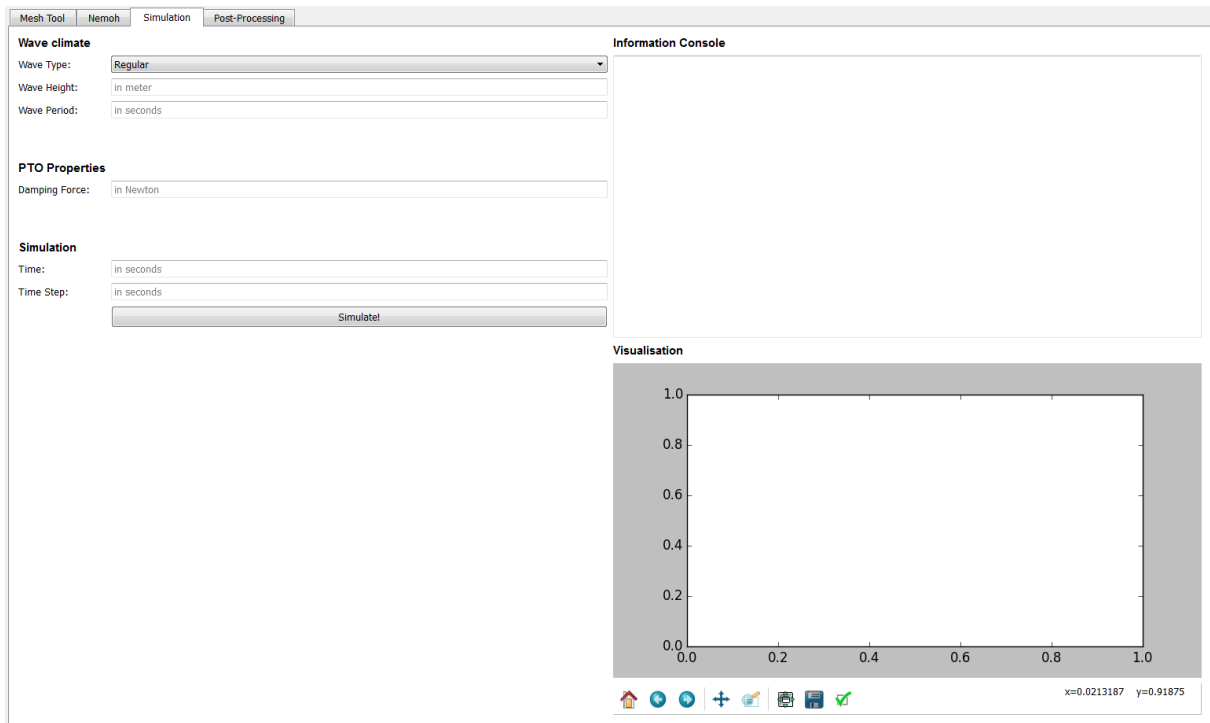 Mesh Tool Nemoh Simulation Post-Processing
Wave climate
Wave Type: Regular
Wave Height: in meter
Wave Period: in seconds
PTO Properties
Damping Force: in Newton
Simulation
Time: in seconds
Time Step: in seconds
Simulate!
Information Console
Visualisation
1.0
0.8
0.6
0.4
0.2
0.0
0.0 0.2 0.4 0.6 0.8 1.0
x=0.0213187 y=0.91875